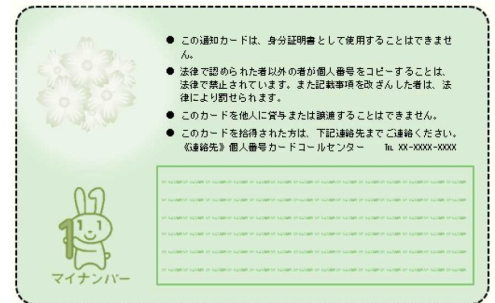 ● この通知カードは、身分証明書として使用することはできませ
ん。
● 法律で認められた者以外の者が個人番号をコピーすることは、
法律で禁止されています。また記載事項を改ざんした者は、法
律により罰せられます。
● このカードを他人に貸与または譲渡することはできません。
● このカードを拾得された方は、下記連絡先までご連絡ください。
《連絡先》個人番号カードコールセンター ℡ XX-XXXX-XXXX
1
マイナンバー